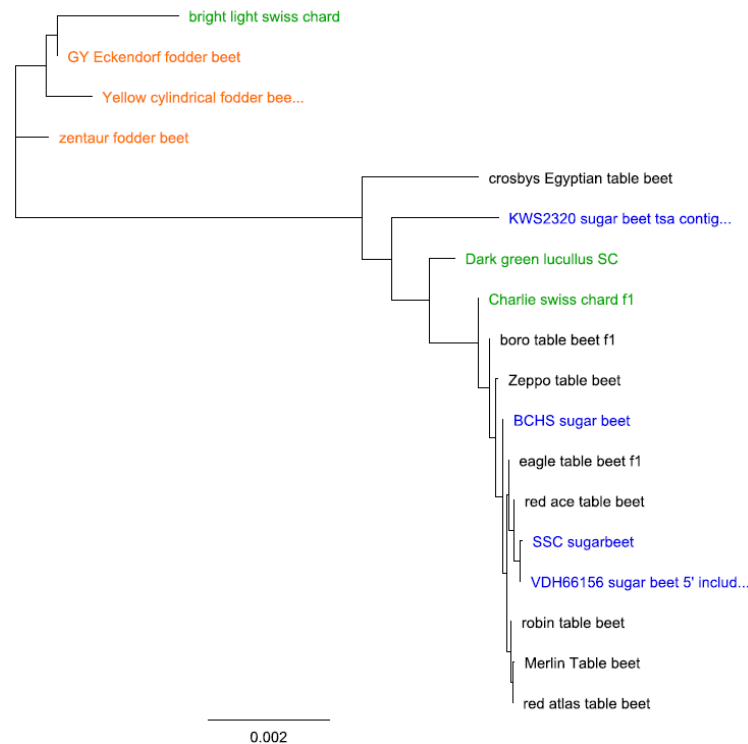 bright light swiss chard
GY Eckendorf fodder beet
Yellow cylindrical fodder bee...
zentaur fodder beet
crosbys Egyptian table beet
KWS2320 sugar beet tsa contig...
Dark green lucullus SC
Charlie swiss chard f1
boro table beet f1
Zeppo table beet
BCHS sugar beet
eagle table beet f1
red ace table beet
SSC sugarbeet
VDH66156 sugar beet 5' includ...
robin table beet
Merlin Table beet
red atlas table beet
0.002